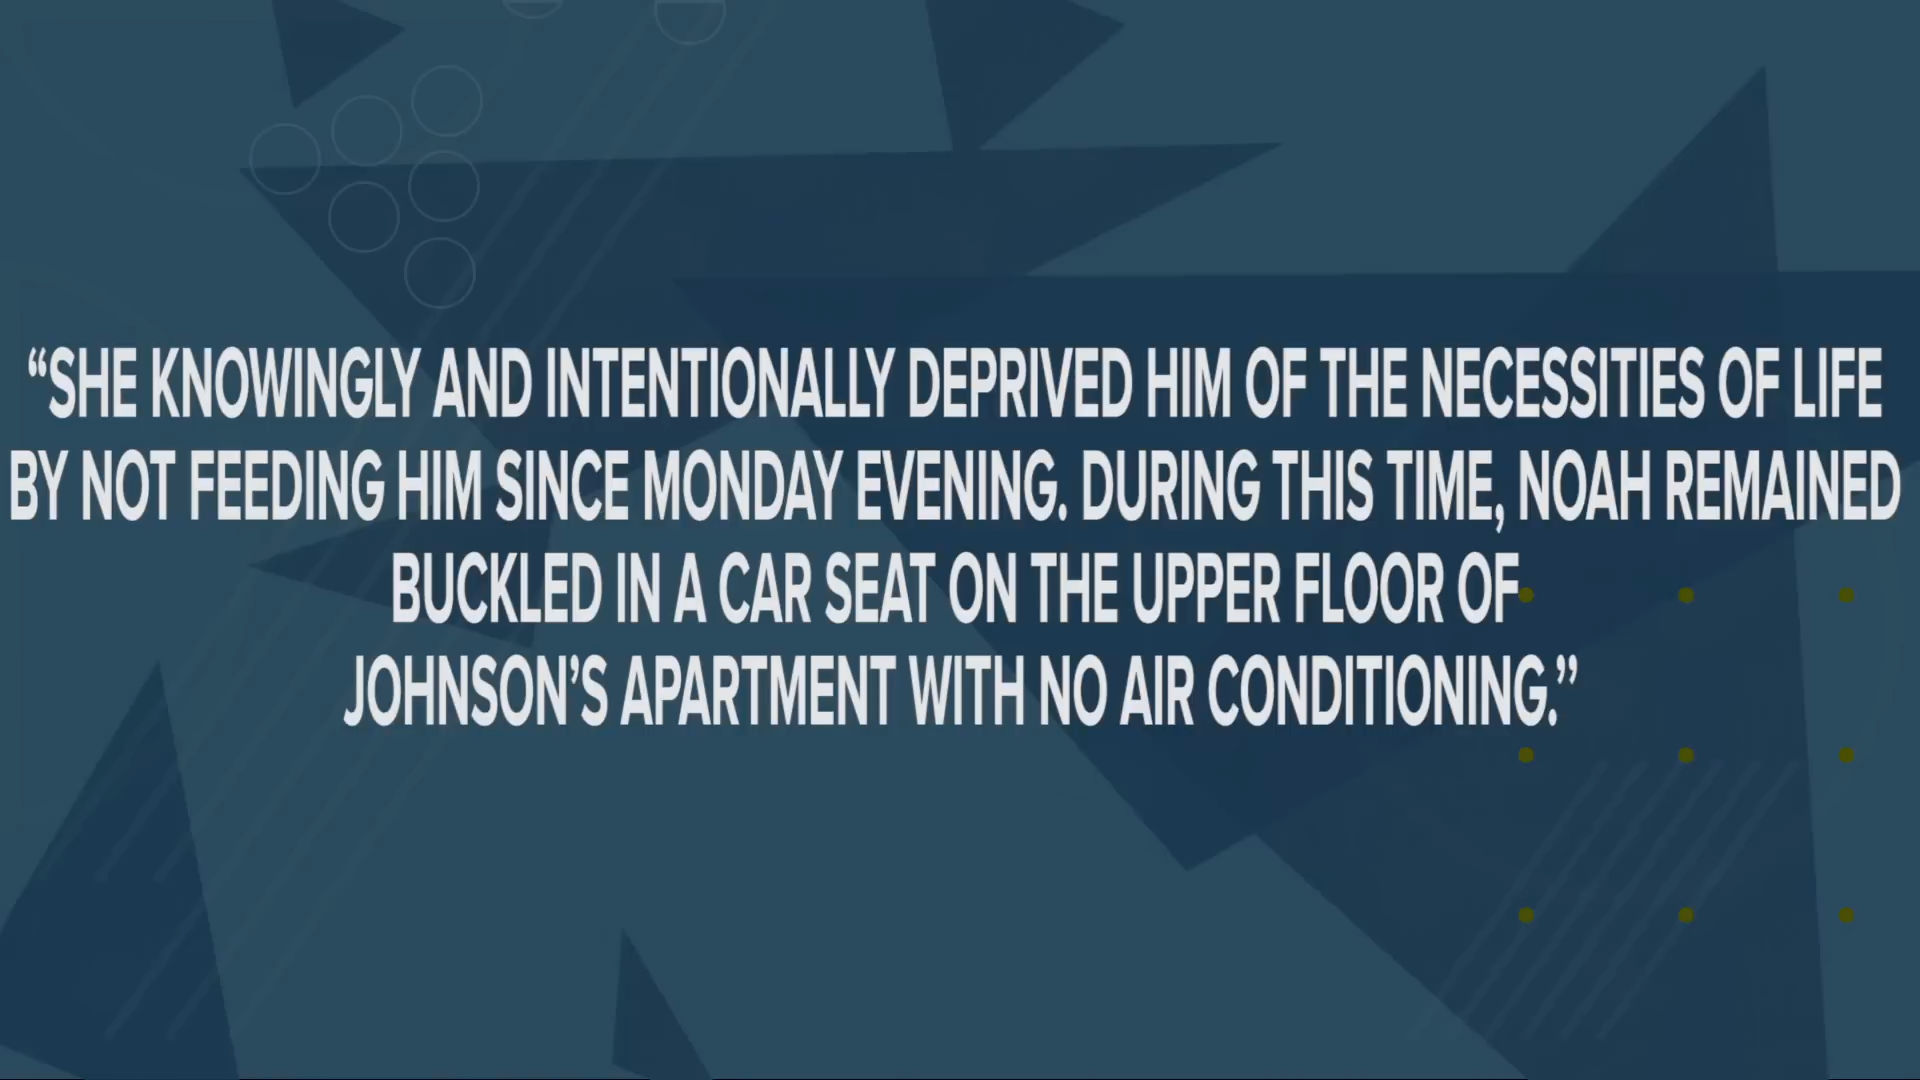 “SHE KNOWINGLY AND INTENTIONALLY DEPRIVED HIM OF THE NECESSITIES OF LIFE
BY NOT FEEDING HIM SINCE MONDAY EVENING. DURING THIS TIME, NOAH REMAINED
BUCKLED IN A CAR SEAT ON THE UPPER FLOOR OF
JOHNSON’S APARTMENT WITH NO AIR CONDITIONING.”